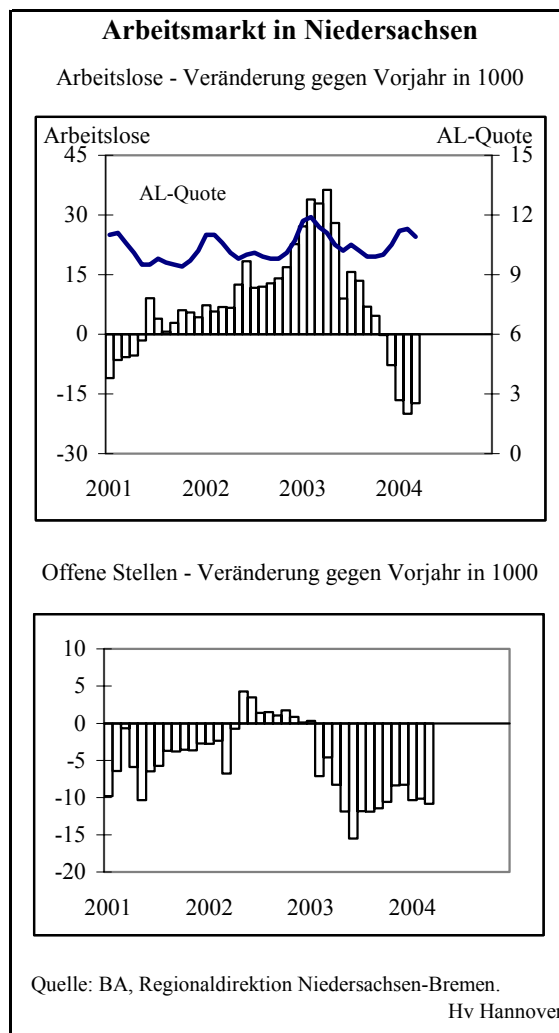 Arbeitsmarkt in Niedersachsen
Arbeitslose - Veränderung gegen Vorjahr in 1000
Arbeitslose AL-Quote
45 15
AL-Quote
30 12
15 9
0 6
-15 3
-30 0
2001 2002 2003 2004
Offene Stellen - Veränderung gegen Vorjahr in 1000
10
5
0
-5
-10
-15
-20
2001 2002 2003 2004
Quelle: BA, Regionaldirektion Niedersachsen-Bremen.
Hv Hannover